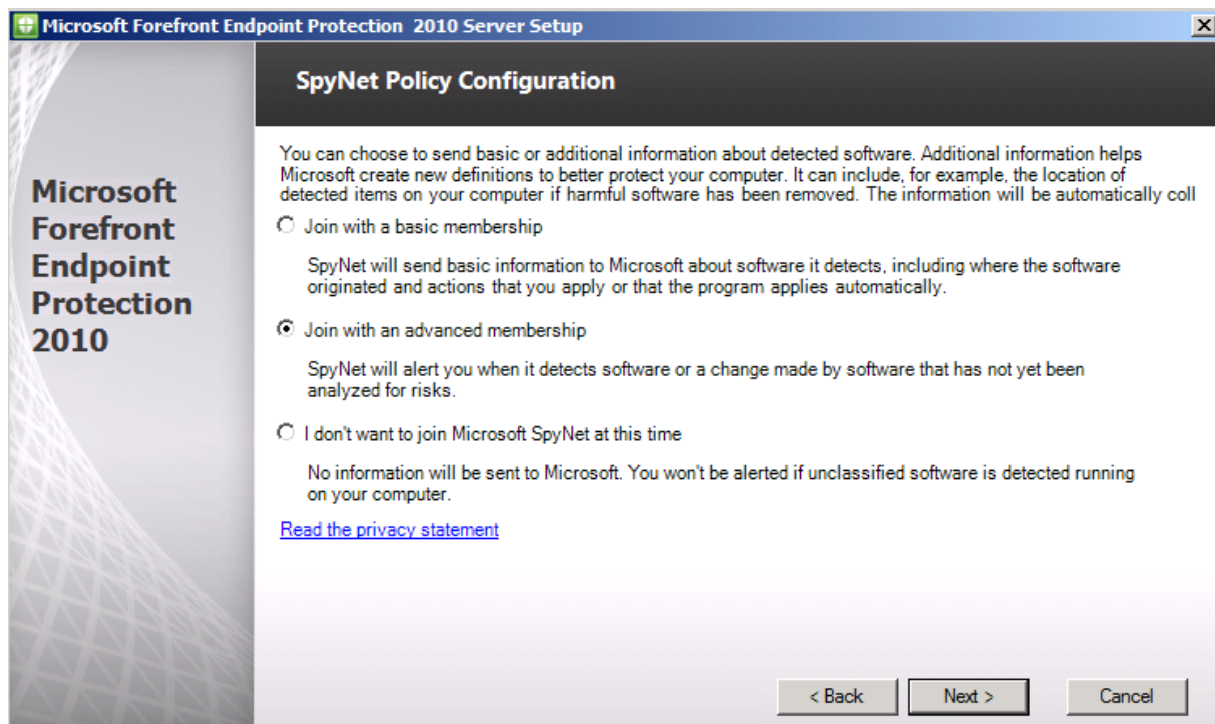 Microsoft Forefront Endpoint Protection 2010 Server Setup
SpyNet Policy Configuration
Microsoft
Forefront
Endpoint
Protection
2010
You can choose to send basic or additional information about detected software. Additional information helps
Microsoft create new definitions to better protect your computer. It can include, for example, the location of
detected items on your computer if harmful software has been removed. The information will be automatically coll
Join with a basic membership
SpyNet will send basic information to Microsoft about software it detects, including where the software
originated and actions that you apply or that the program applies automatically.
Join with an advanced membership
SpyNet will alert you when it detects software or a change made by software that has not yet been
analyzed for risks.
I don't want to join Microsoft SpyNet at this time
No information will be sent to Microsoft. You won't be alerted if unclassified software is detected running
on your computer.
Read the privacy statement
< Back Next > Cancel